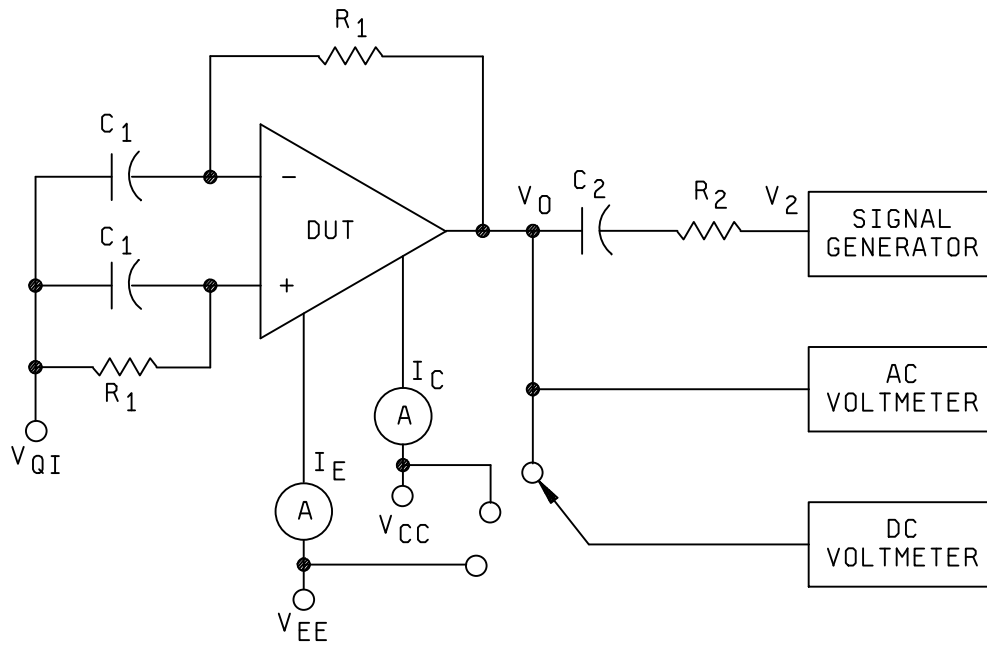 R1
C1
−
DUT
VO
C2
R2
V2
SIGNAL
GENERATOR
C1
+
R1
IC
A
AC
VOLTMETER
VQI
IE
A
VCC
DC
VOLTMETER
VEE